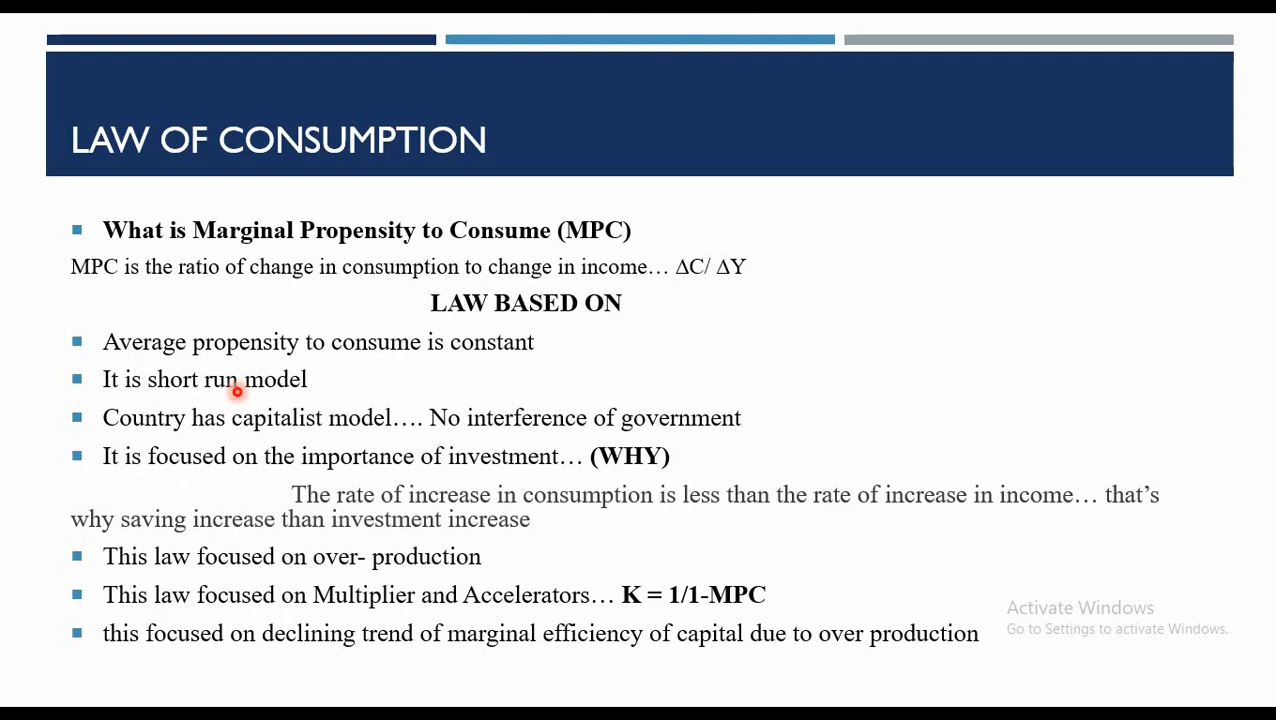 LAW OF CONSUMPTION
What is Marginal Propensity to Consume (MPC)
MPC is the ratio of change in consumption to change in income… ΔC/ ΔY
LAW BASED ON
Average propensity to consume is constant
It is short run model
Country has capitalist model…. No interference of government
It is focused on the importance of investment… (WHY)
The rate of increase in consumption is less than the rate of increase in income… that’s
why saving increase than investment increase
This law focused on over- production
This law focused on Multiplier and Accelerators… K = 1/1-MPC
this focused on declining trend of marginal efficiency of capital due to over production
Activate Windows
Go to Settings to activate Windows.